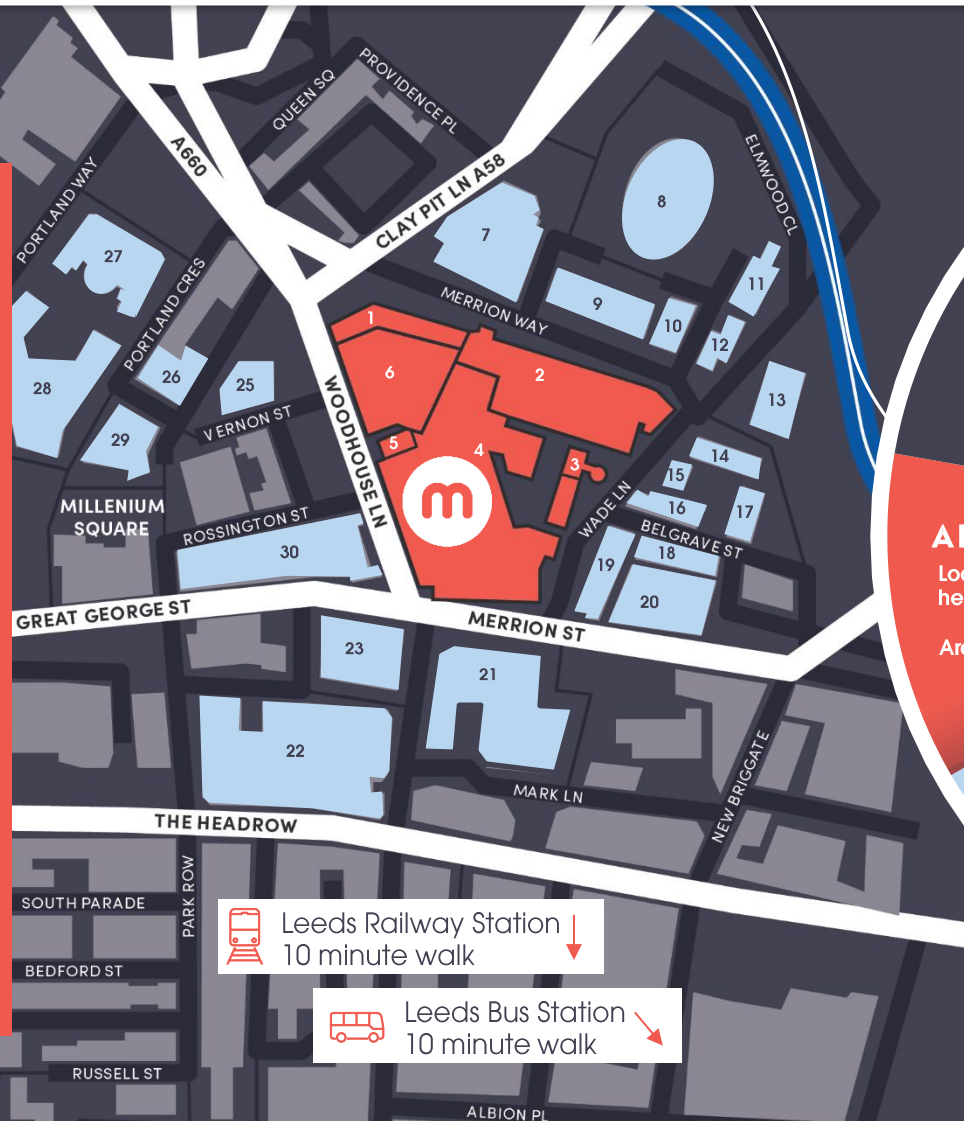 PROVIDENCE PL
QUEEN SQ
A660
PORTLAND WAY
CLAY PIT LN A58
ELMWOOD CL
8
7
27
PORTLAND CRES
11
MERRION WAY
9
10
1
12
6
2
26
25
28
13
WOODHOUSE LN
VERNON ST
29
5
4
3
14
15
m
WADE LN
16
17
MILLENIUM
SQUARE
ROSSINGTON ST
BELGRAVE ST
30
18
19
20
GREAT GEORGE ST
MERRION ST
23
21
22
NEW BRIGGATE
MARK LN
THE HEADROW
PARK ROW
SOUTH PARADE
BEDFORD ST
RUSSELL ST
Leeds Railway Station
10 minute walk
Leeds Bus Station
10 minute walk
ALBION PL